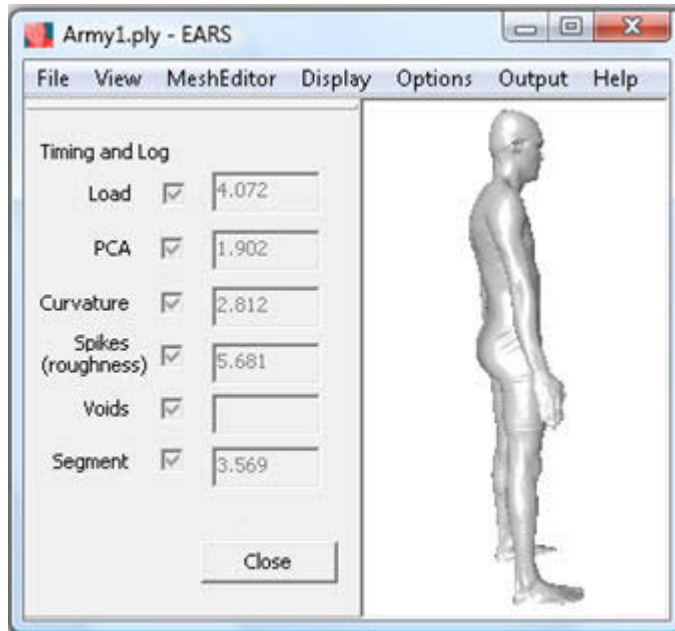 Army1.ply - EARS
File View MeshEditor Display Options Output Help
Timing and Log
Load 4.072
PCA 1.902
Curvature 2.812
Spikes
(roughness) 5.681
Voids
Segment 3.569
Close